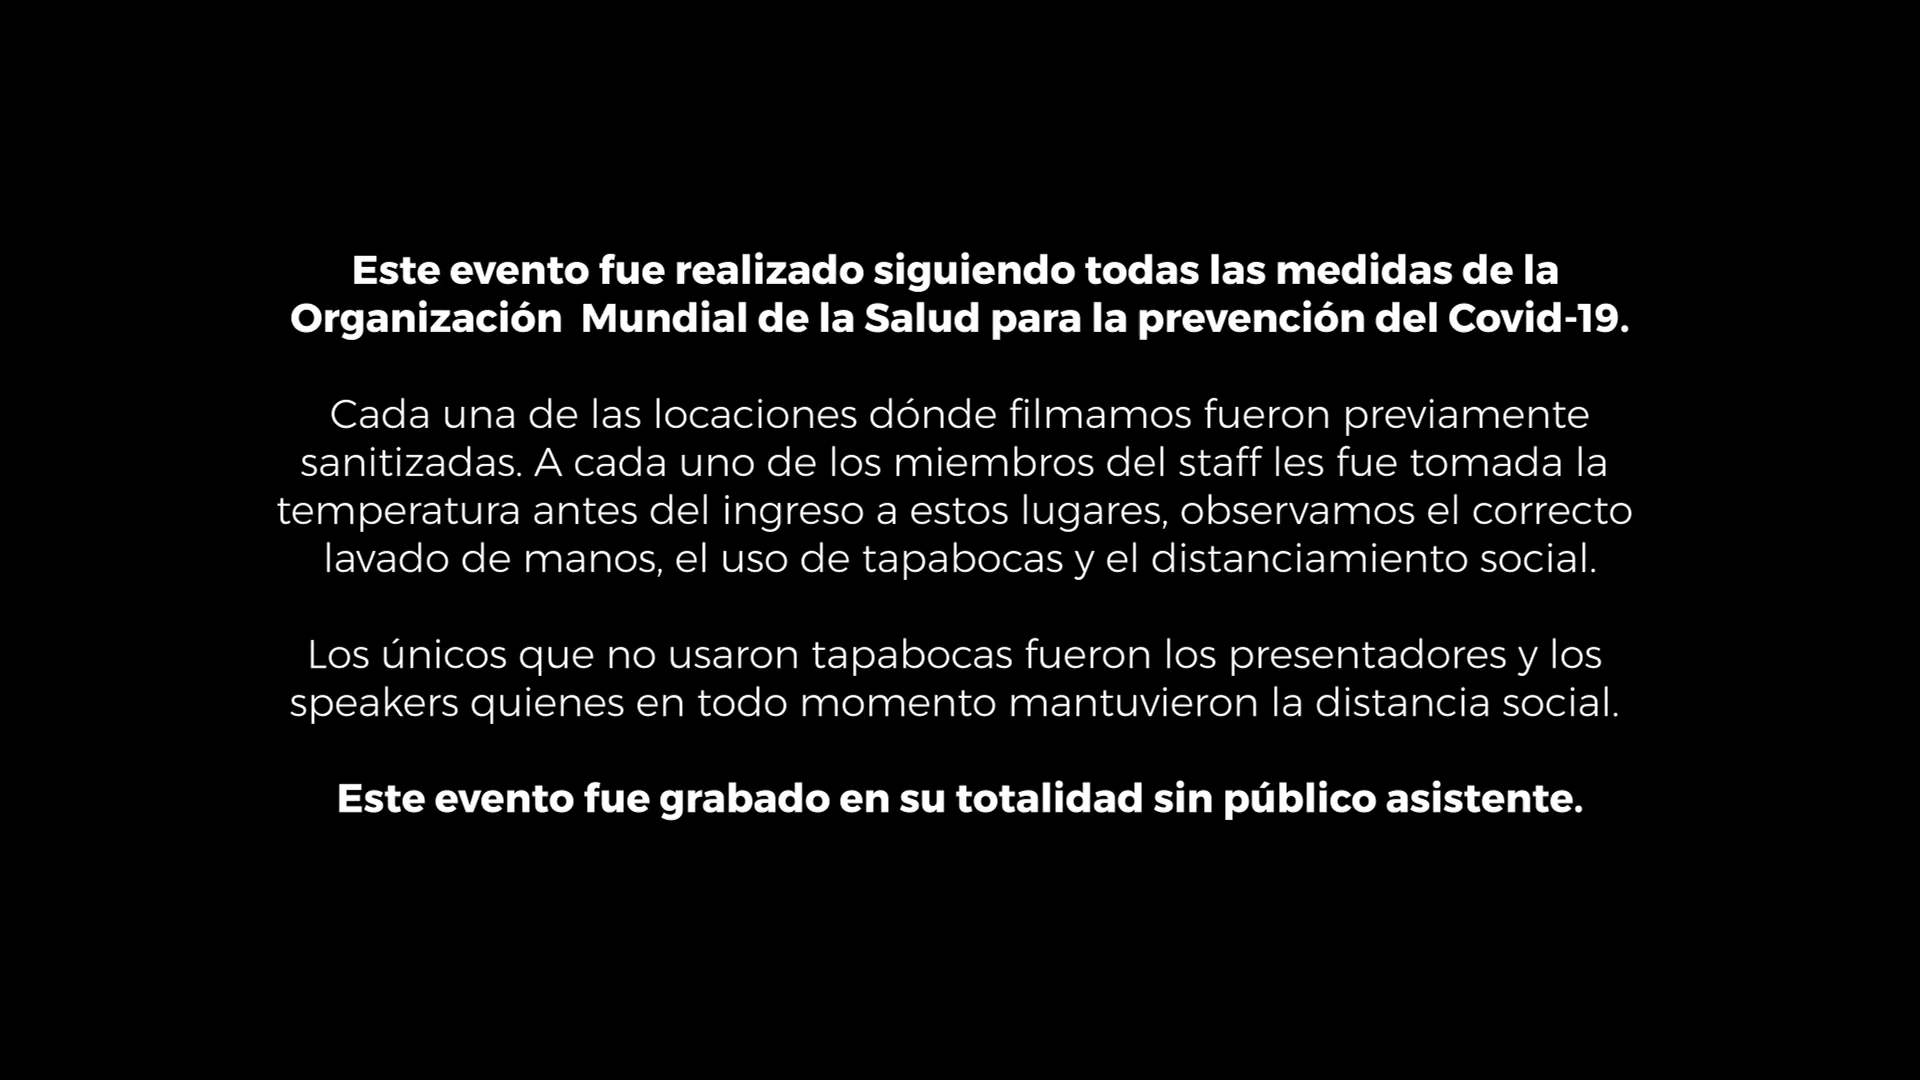 Este evento fue realizado siguiendo todas las medidas de la
Organización  Mundial de la Salud para la prevención del Covid-19.
Cada una de las locaciones dónde filmamos fueron previamente
sanitizadas. A cada uno de los miembros del staff les fue tomada la
temperatura antes del ingreso a estos lugares, observamos el correcto
lavado de manos, el uso de tapabocas y el distanciamiento social.
Los únicos que no usaron tapabocas fueron los presentadores y los
speakers quienes en todo momento mantuvieron la distancia social.
Este evento fue grabado en su totalidad sin público asistente.